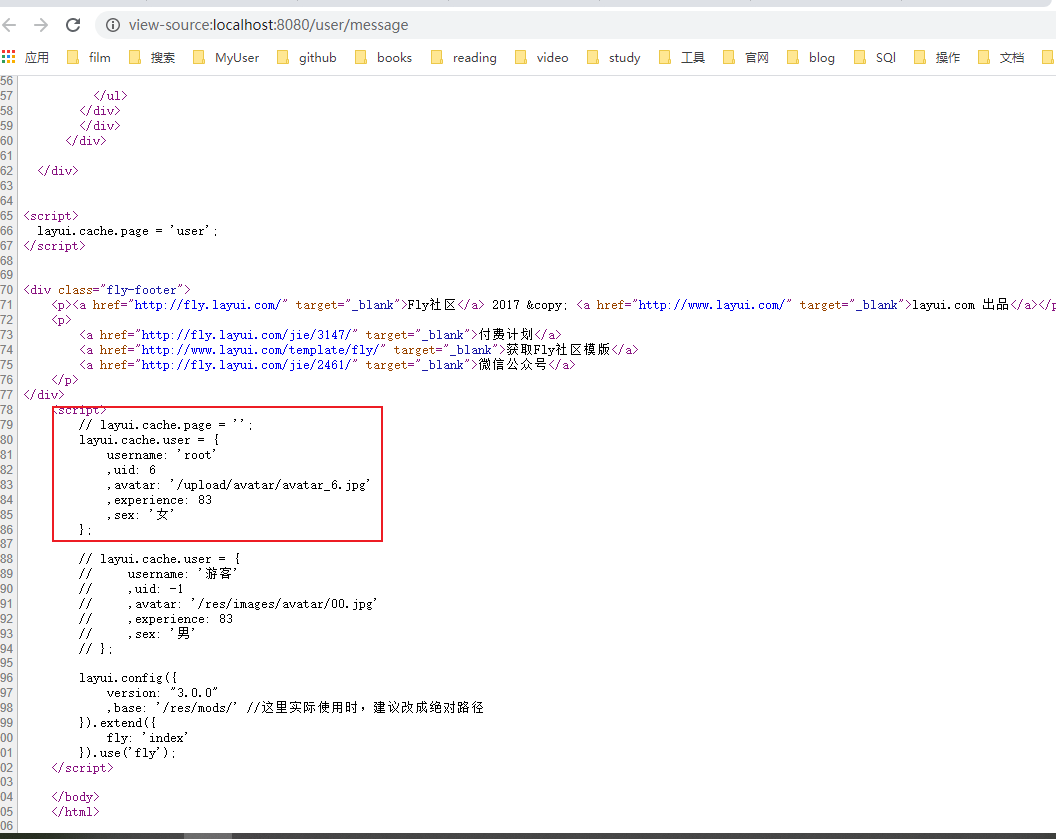 view-source:localhost:8080/user/message
应用 film 搜索 MyUser github books reading video study 工具 官网 blog SQl 操作 文档
56
57 </ul>
58 </div>
59 </div>
60 </div>
61
62 </div>
63
64
65 <script>
66 layui.cache.page = 'user';
67 </script>
68
69
70 <div class="fly-footer">
71 <p><a href="http://fly.layui.com/" target="_blank">Fly社区</a> 2017 &copy; <a href="http://www.layui.com/" target="_blank">layui.com 出品</a></p
72 <p>
73 <a href="http://fly.layui.com/jie/3147/" target="_blank">付费计划</a>
74 <a href="http://www.layui.com/template/fly/" target="_blank">获取Fly社区模版</a>
75 <a href="http://fly.layui.com/jie/2461/" target="_blank">微信公众号</a>
76 </p>
77 </div>
78 <script>
79 // layui.cache.page = '';
80 layui.cache.user = {
81 username: 'root'
82 ,uid: 6
83 ,avatar: '/upload/avatar/avatar_6.jpg'
84 ,experience: 83
85 ,sex: '女'
86 };
87
88 // layui.cache.user = {
89 // username: '游客'
90 // ,uid: -1
91 // ,avatar: '/res/images/avatar/00.jpg'
92 // ,experience: 83
93 // ,sex: '男'
94 // };
95
96 layui.config({
97 version: "3.0.0"
98 ,base: '/res/mods/' //这里实际使用时，建议改成绝对路径
99 }).extend({
00 fly: 'index'
01 }).use('fly');
02 </script>
03
04 </body>
05 </html>
06